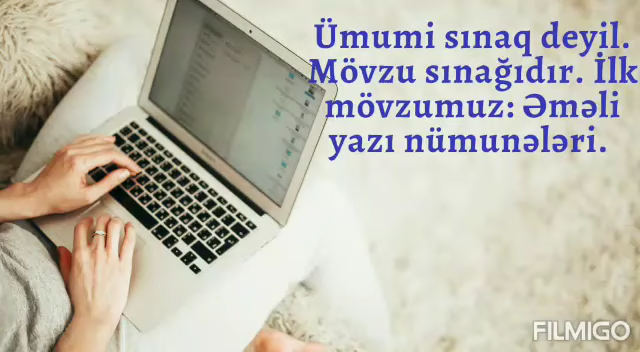 Ümumi sınaq deyil.
Mövzu sınağıdır. İlk
mövzumuz: Əməli
yazı nümunələri.
FILMIGO